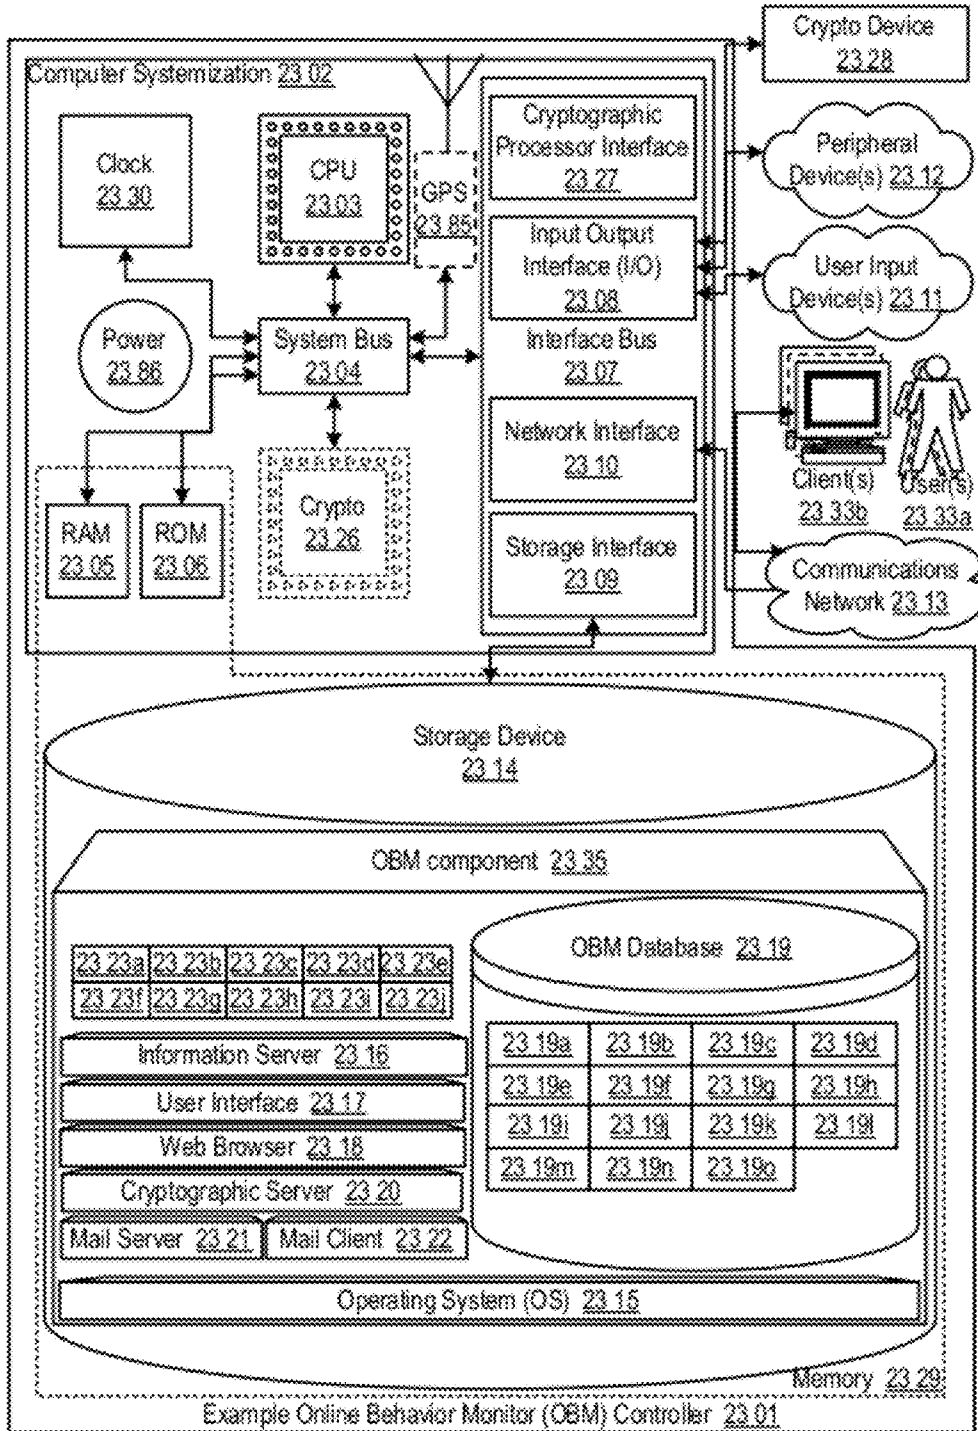 Crypto Device
23 28
Computer Systemization 23 02
Clock
23 30
CPU
23 03
GPS
23 85
Cryptographic
Processor Interface
23 27
Peripheral
Device(s) 23 12
Input Output
Interface (I/O)
23 08
User Input
Device(s) 23 11
Power
23 86
System Bus
23 04
Interface Bus
23 07
Network Interface
23 10
Client(s)
23 33b
User(s)
23 33a
Crypto
23 26
RAM
23 05
ROM
23 06
Storage Interface
23 09
Communications
Network 23 13
Storage Device
23 14
OBM component 23 35
OBM Database 23 19
23 23a 23 23b 23 23c 23 23d 23 23e
23 23f 23 23g 23 23h 23 23i 23 23j
23 19a 23 19b 23 19c 23 19d
23 19e 23 19f 23 19g 23 19h
23 19i 23 19j 23 19k 23 19l
23 19m 23 19n 23 19o
Information Server 23 16
User Interface 23 17
Web Browser 23 18
Cryptographic Server 23 20
Mail Server 23 21
Mail Client 23 22
Operating System (OS) 23 15
Memory 23 29
Example Online Behavior Monitor (OBM) Controller 23 01